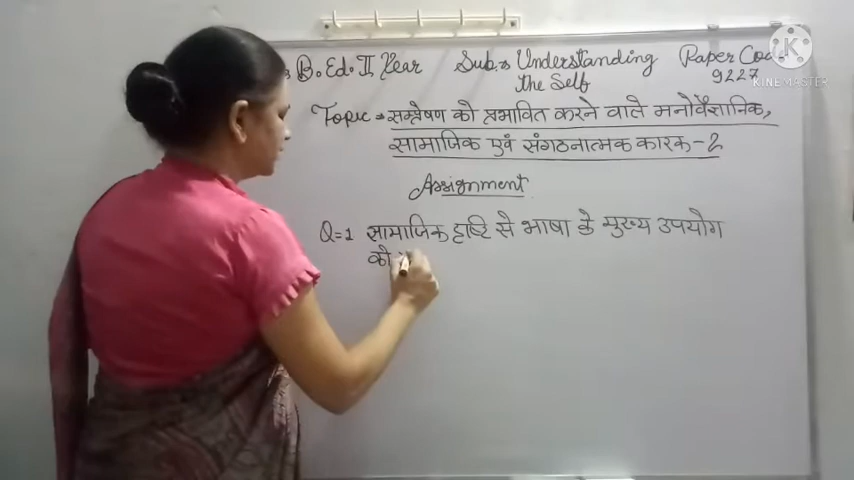 B. Ed. II Year Sub.:- Understanding Paper Code
the Self 9227
Topic :- सम्प्रेषण को प्रभावित करने वाले मनोवैज्ञानिक,
सामाजिक एवं संगठनात्मक कारक - 2
Assignment
Q=1 सामाजिक दृष्टि से भाषा के मुख्य उपयोग
को
K
KINEMASTER